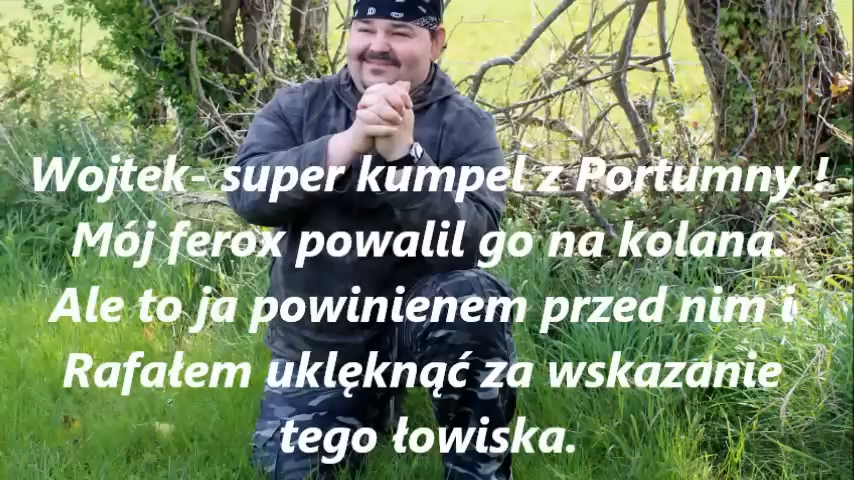 Wojtek- super kumpel z Portumny !
Mój ferox powalil go na kolana.
Ale to ja powinienem przed nim i
Rafałem uklęknąć za wskazanie
tego łowiska.